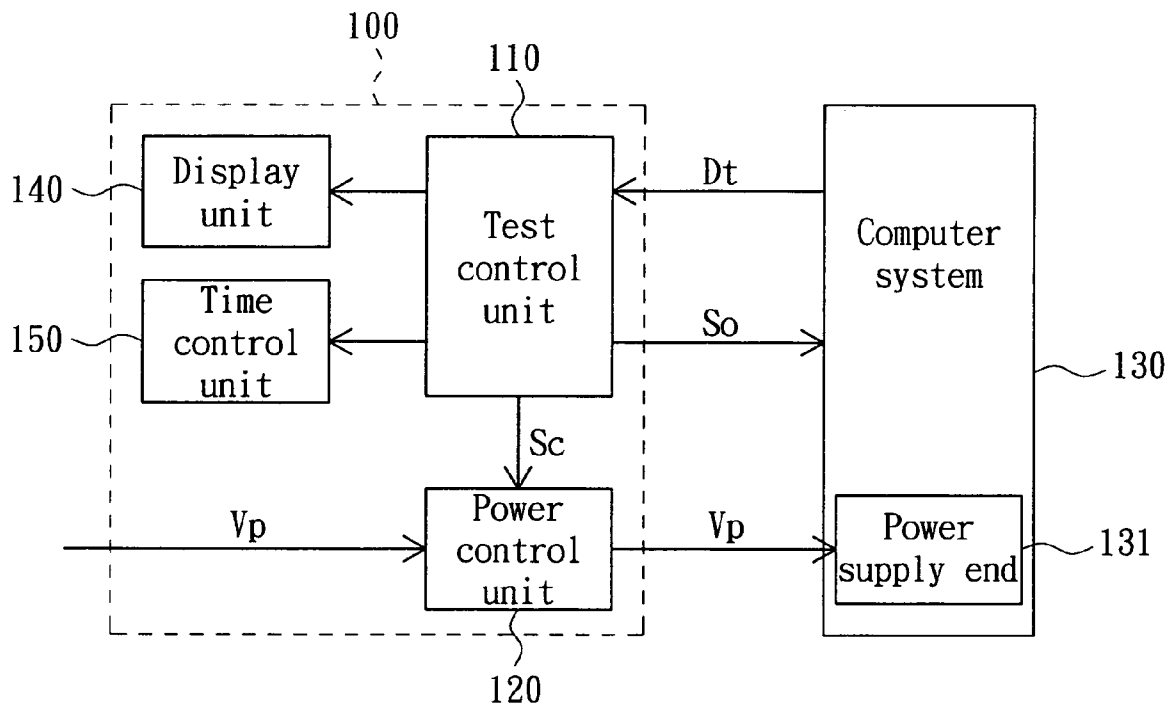 100
110
140
Display
unit
Test
control
unit
Dt
Computer
system
150
Time
control
unit
So
130
Sc
Vp
Power
control
unit
Vp
Power
supply end
131
120